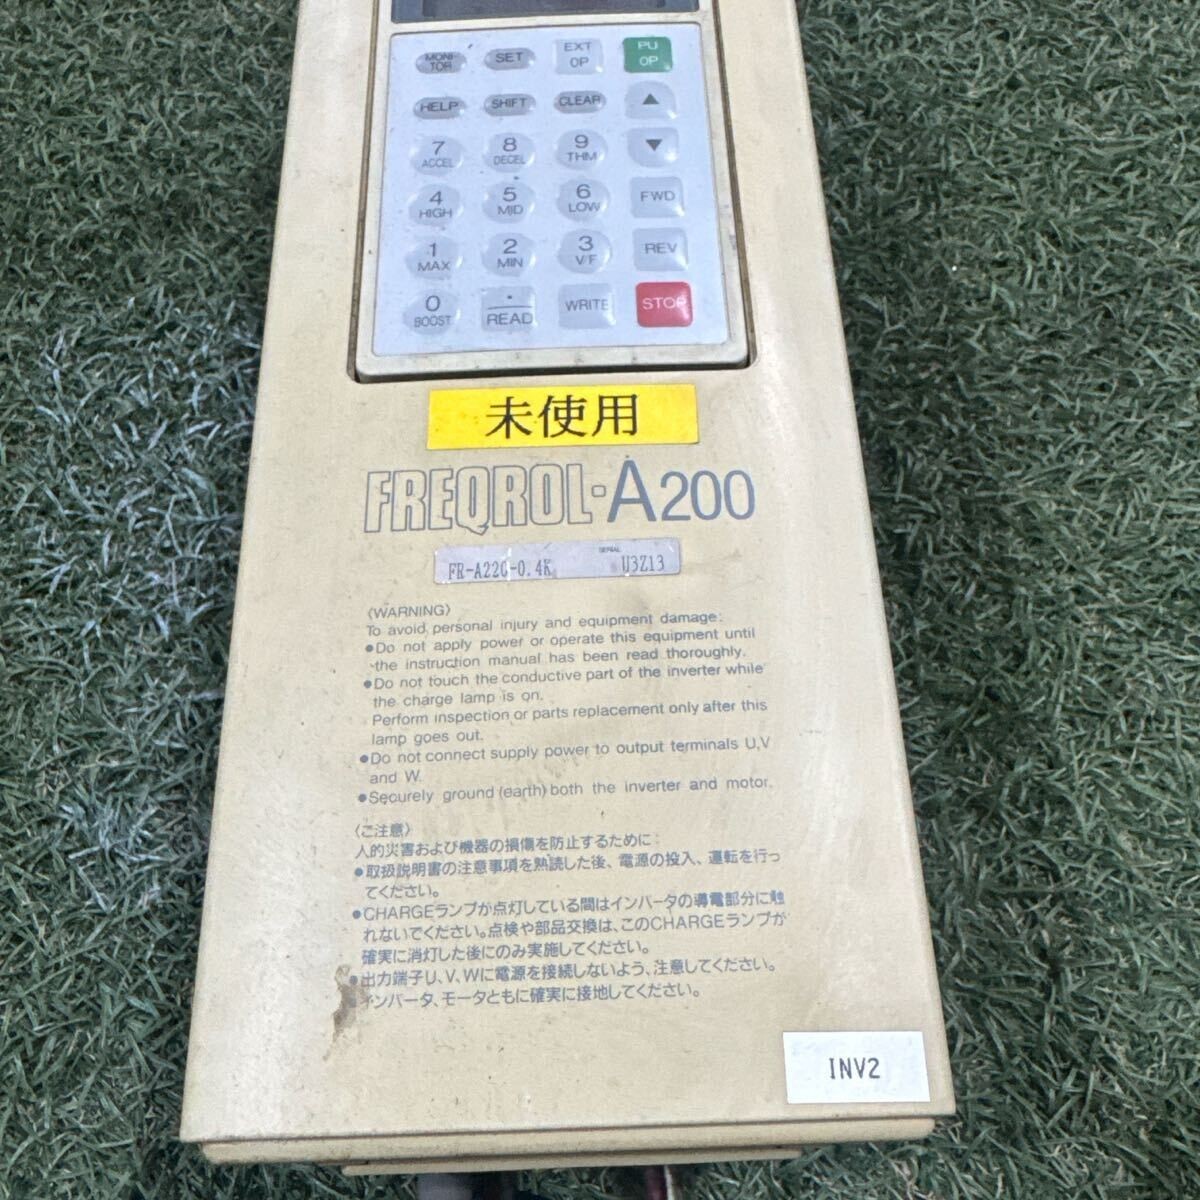 MONI-TOR SET EXT OP PU OP
HELP SHIFT CLEAR ▲
7 ACCEL 8 DECEL 9 THM ▼
4 HIGH 5 MID 6 LOW FWD
1 MAX 2 MIN 3 V/F REV
0 BOOST · READ WRITE STOP
未使用
FREQROL-A200
SERIAL
FR-A220-0.4K U3Z13
〈WARNING〉
To avoid personal injury and equipment damage:
●Do not apply power or operate this equipment until
the instruction manual has been read thoroughly.
●Do not touch the conductive part of the inverter while
the charge lamp is on.
Perform inspection or parts replacement only after this
lamp goes out.
●Do not connect supply power to output terminals U,V
and W.
●Securely ground (earth) both the inverter and motor.
〈ご注意〉
人的災害および機器の損傷を防止するために:
●取扱説明書の注意事項を熟読した後、電源の投入、運転を行っ
てください。
●CHARGEランプが点灯している間はインバータの導電部分に触
れないでください。点検や部品交換は、このCHARGEランプが
確実に消灯した後にのみ実施してください。
●出力端子U、V、Wに電源を接続しないよう、注意してください。
●インバータ、モータともに確実に接地してください。
INV2